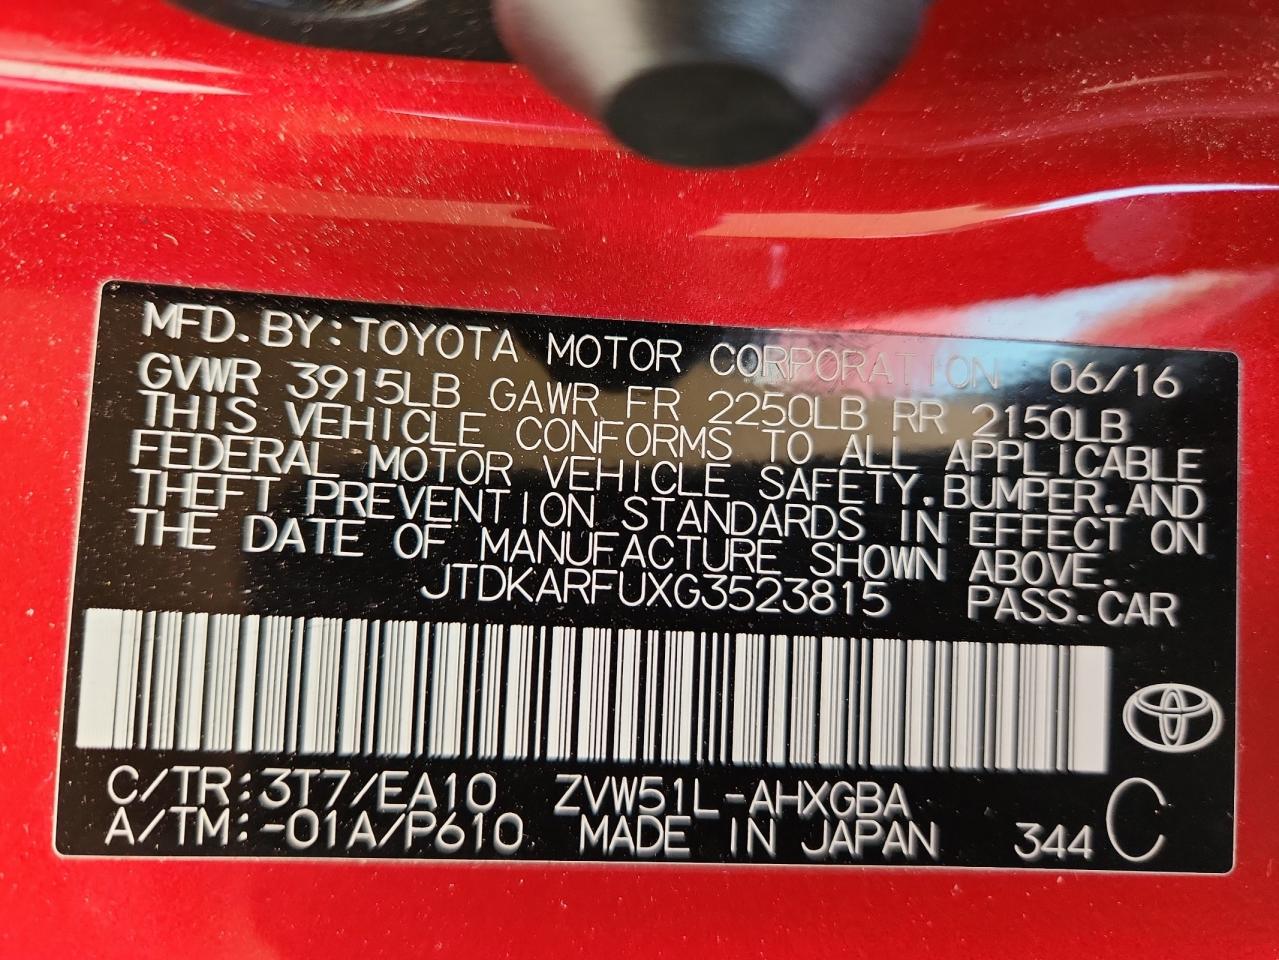 MFD. BY: TOYOTA MOTOR CORPORATION 06/16
GVWR 3915LB GAWR FR 2250LB RR 2150LB
THIS VEHICLE CONFORMS TO ALL APPLICABLE
FEDERAL MOTOR VEHICLE SAFETY. BUMPER. AND
THEFT PREVENTION STANDARDS IN EFFECT ON
THE DATE OF MANUFACTURE SHOWN ABOVE.
JTDKARFUXG3523815 PASS. CAR
C/TR: 3T7/EA10 ZVW51L-AHXGBA
A/TM: -01A/P610 MADE IN JAPAN 344 C